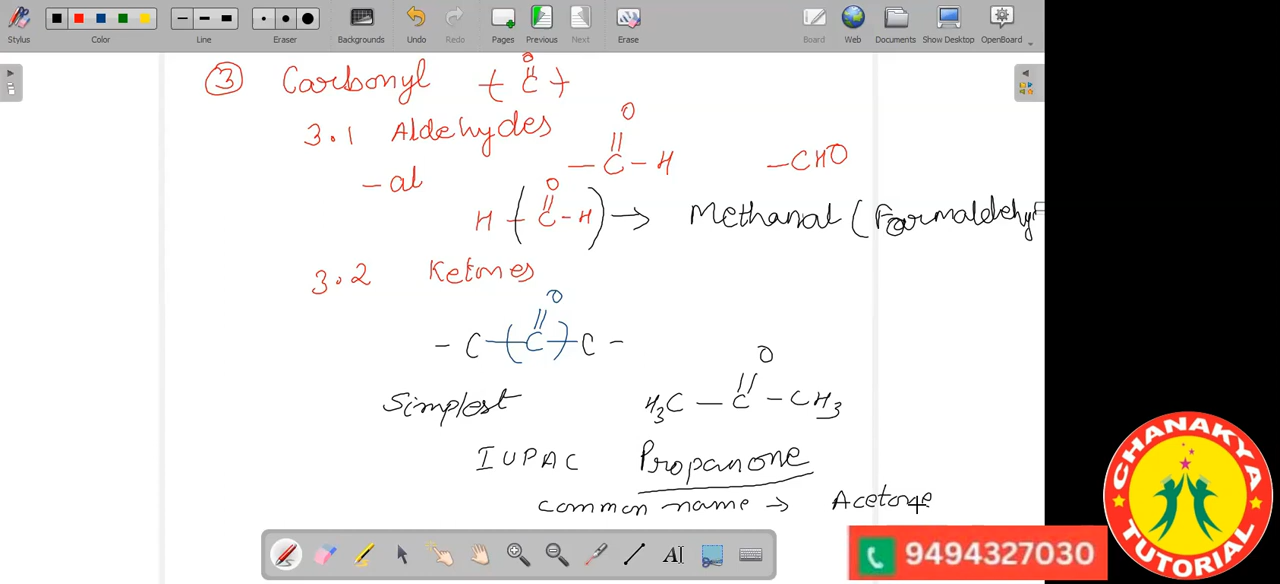 Stylus Color Line Eraser Backgrounds Undo Redo Pages Previous Next Erase Board Web Documents Show Desktop OpenBoard
③ Carbonyl (-C-)
O
3.1 Aldehydes
O
-C-H -CHO
-al
O
H(-C-H) → Methanal (Formaldehy
3.2 Ketones
O
-C-(C)-C-
Simplest
O
H3C-C-CH3
IUPAC Propanone
common name → Acetone
9494327030
CHANAKYA
TUTORIAL